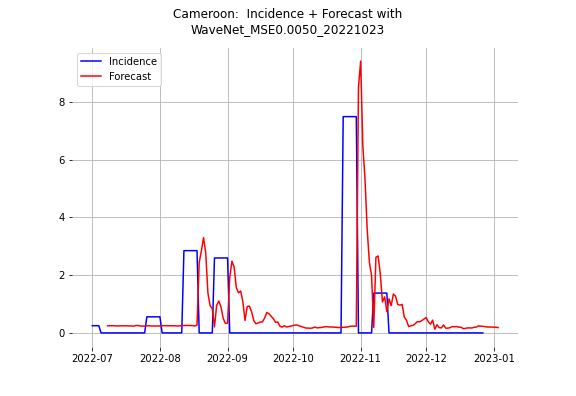 Cameroon:  Incidence + Forecast with
WaveNet_MSE0.0050_20221023
Incidence
Forecast
8
6
4
2
0
2022-07 2022-08 2022-09 2022-10 2022-11 2022-12 2023-01